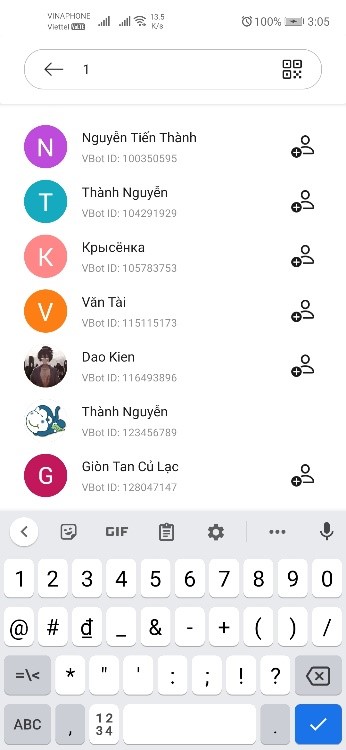 VINAPHONE
Viettel VoLTE
13.5
K/s
100%
3:05
1
N
Nguyễn Tiến Thành
VBot ID: 100350595
T
Thành Nguyễn
VBot ID: 104291929
K
Крысёнка
VBot ID: 105783753
V
Văn Tài
VBot ID: 115115173
Dao Kien
VBot ID: 116493896
Thành Nguyễn
VBot ID: 123456789
G
Giòn Tan Củ Lạc
VBot ID: 128047147
GIF
1 2 3 4 5 6 7 8 9 0
@ # ₫ _ & - + ( ) /
=\< * " ' : ; ! ?
ABC , 12 .
34